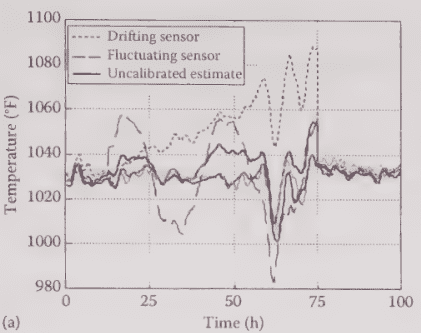 1100
1080
1060
1040
1020
1000
980
Temperature (°F)
Drifting sensor
Fluctuating sensor
Uncalibrated estimate
0
25
50
75
100
(a)
Time (h)